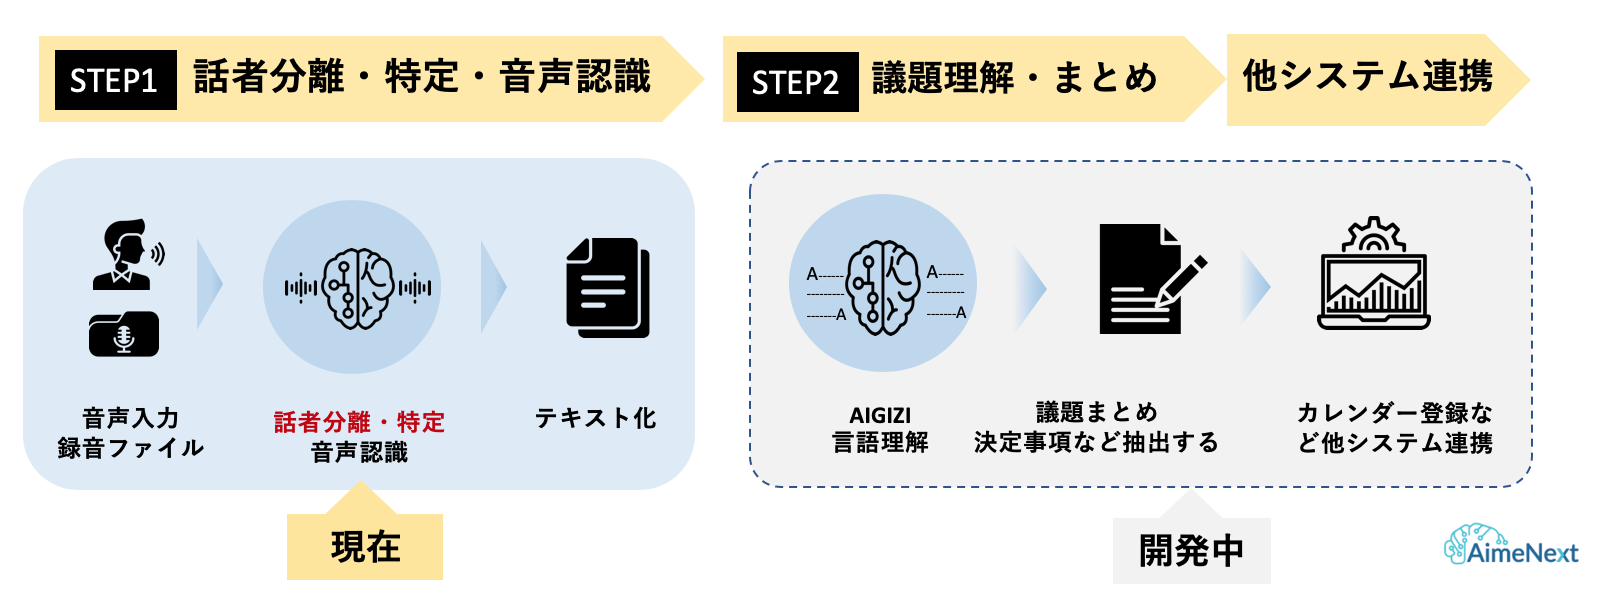 STEP1 話者分離・特定・音声認識
STEP2 議題理解・まとめ
他システム連携
音声入力
録音ファイル
話者分離・特定
音声認識
テキスト化
A------
---------
-------A
A------
---------
-------A
AIGIZI
言語理解
議題まとめ
決定事項など抽出する
カレンダー登録な
ど他システム連携
現在
開発中
AimeNext